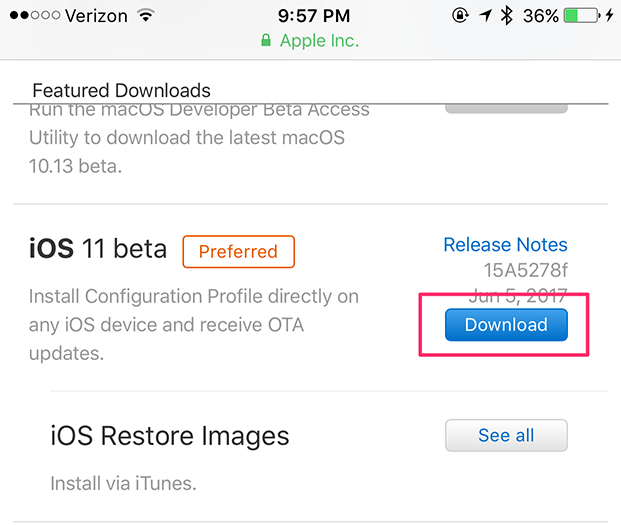 Verizon 9:57 PM 36%
Apple Inc.
Featured Downloads
Run the macOS Developer Beta Access
Utility to download the latest macOS
10.13 beta.
iOS 11 beta Preferred
Release Notes
15A5278f
Jun 5, 2017
Install Configuration Profile directly on
any iOS device and receive OTA
updates.
Download
iOS Restore Images
See all
Install via iTunes.